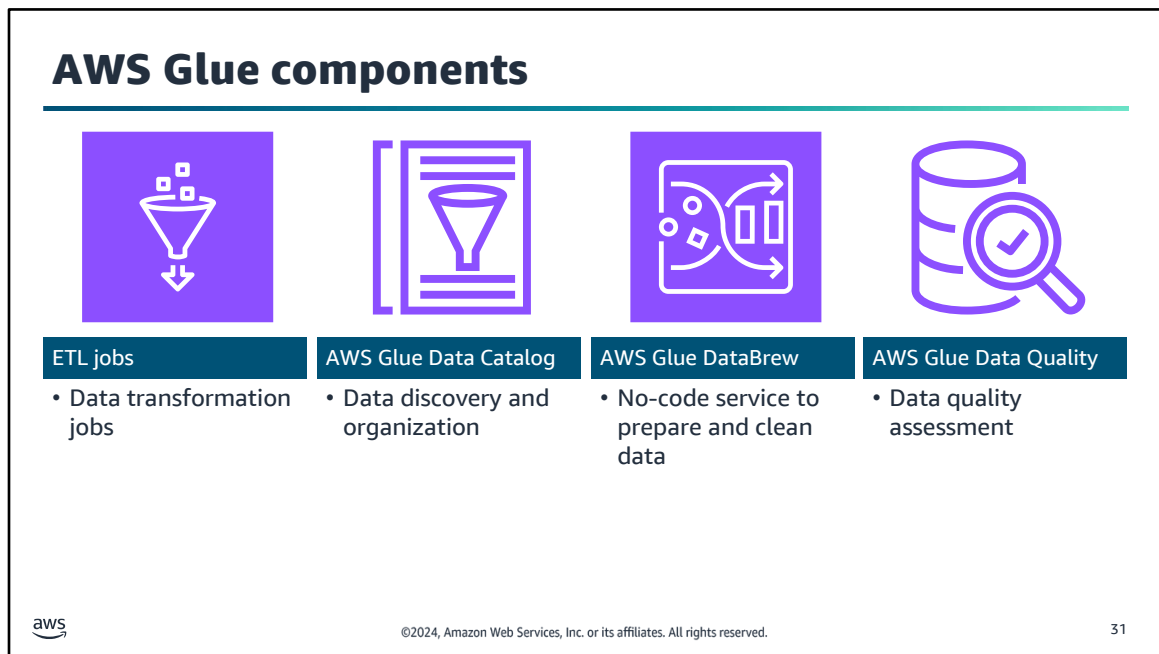 AWS Glue components
ETL jobs
• Data transformation
jobs
AWS Glue Data Catalog
• Data discovery and
organization
AWS Glue DataBrew
• No-code service to
prepare and clean
data
AWS Glue Data Quality
• Data quality
assessment
aws
©2024, Amazon Web Services, Inc. or its affiliates. All rights reserved.
31